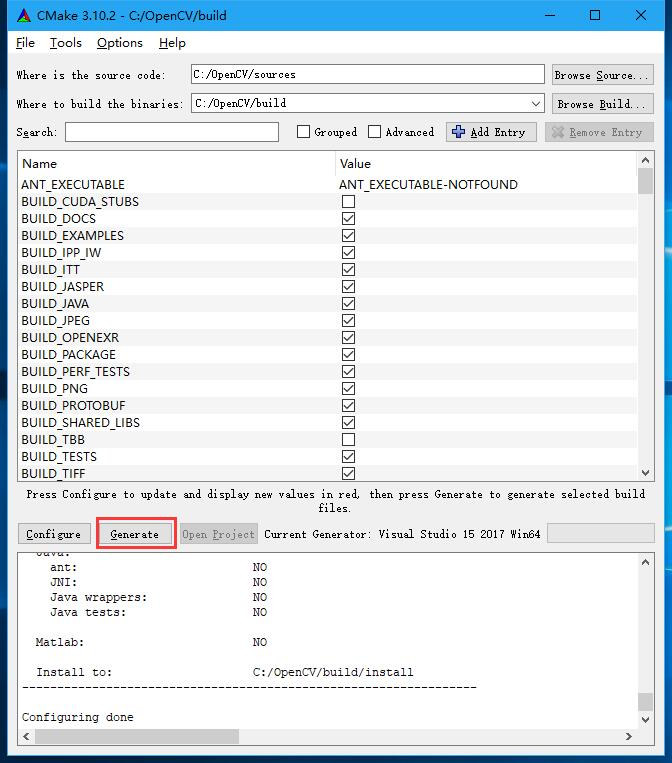 CMake 3.10.2 - C:/OpenCV/build
File Tools Options Help
Where is the source code: C:/OpenCV/sources Browse Source...
Where to build the binaries: C:/OpenCV/build Browse Build...
Search: Grouped Advanced Add Entry Remove Entry
Name Value
ANT_EXECUTABLE ANT_EXECUTABLE-NOTFOUND
BUILD_CUDA_STUBS
BUILD_DOCS
BUILD_EXAMPLES
BUILD_IPP_IW
BUILD_ITT
BUILD_JASPER
BUILD_JAVA
BUILD_JPEG
BUILD_OPENEXR
BUILD_PACKAGE
BUILD_PERF_TESTS
BUILD_PNG
BUILD_PROTOBUF
BUILD_SHARED_LIBS
BUILD_TBB
BUILD_TESTS
BUILD_TIFF
Press Configure to update and display new values in red, then press Generate to generate selected build
files.
Configure Generate Open Project Current Generator: Visual Studio 15 2017 Win64
Java:
ant: NO
JNI: NO
Java wrappers: NO
Java tests: NO
Matlab: NO
Install to: C:/OpenCV/build/install
-----------------------------------------------------------------
Configuring done